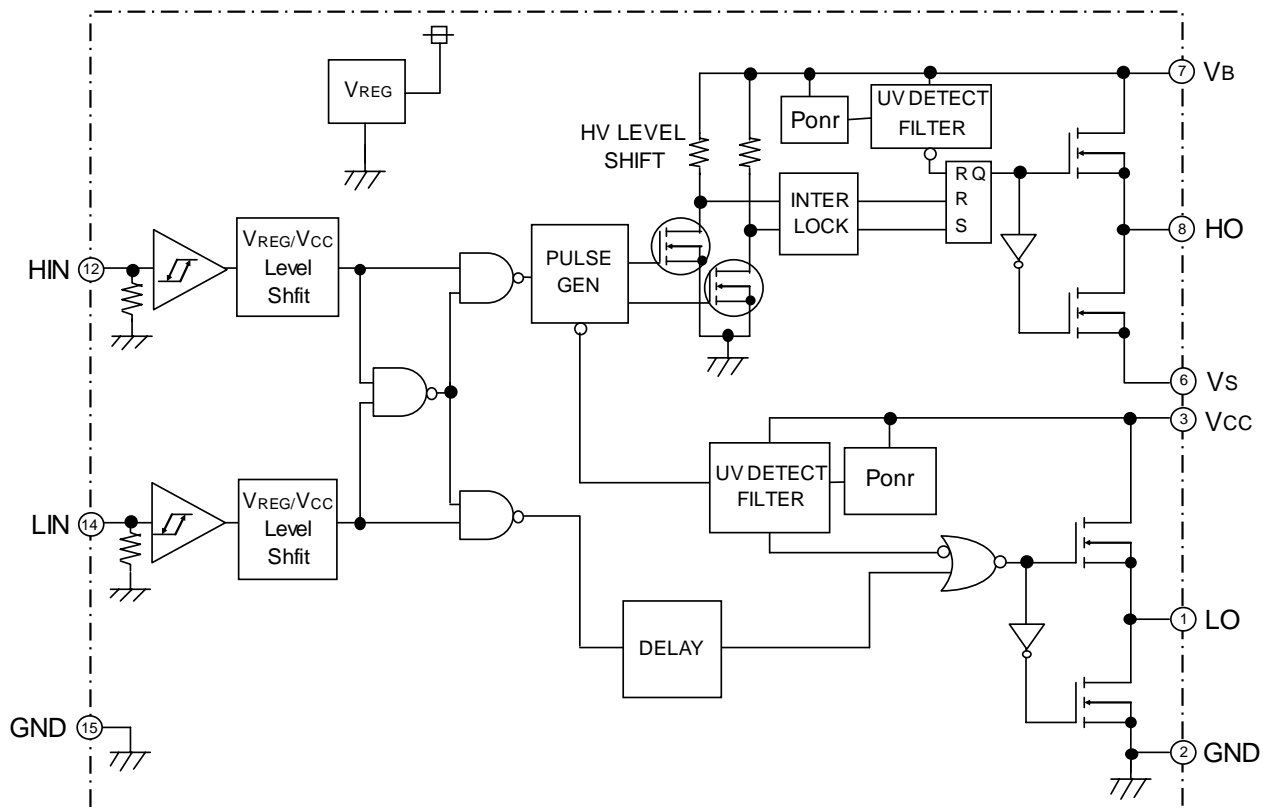 VREG
HV LEVEL
SHIFT
Ponr
UV DETECT
FILTER
7
VB
R Q
R
S
INTER
LOCK
8
HO
HIN
12
VREG/VCC
Level
Shfit
PULSE
GEN
6
VS
3
VCC
UV DETECT
FILTER
Ponr
LIN
14
VREG/VCC
Level
Shfit
DELAY
1
LO
GND
15
2
GND